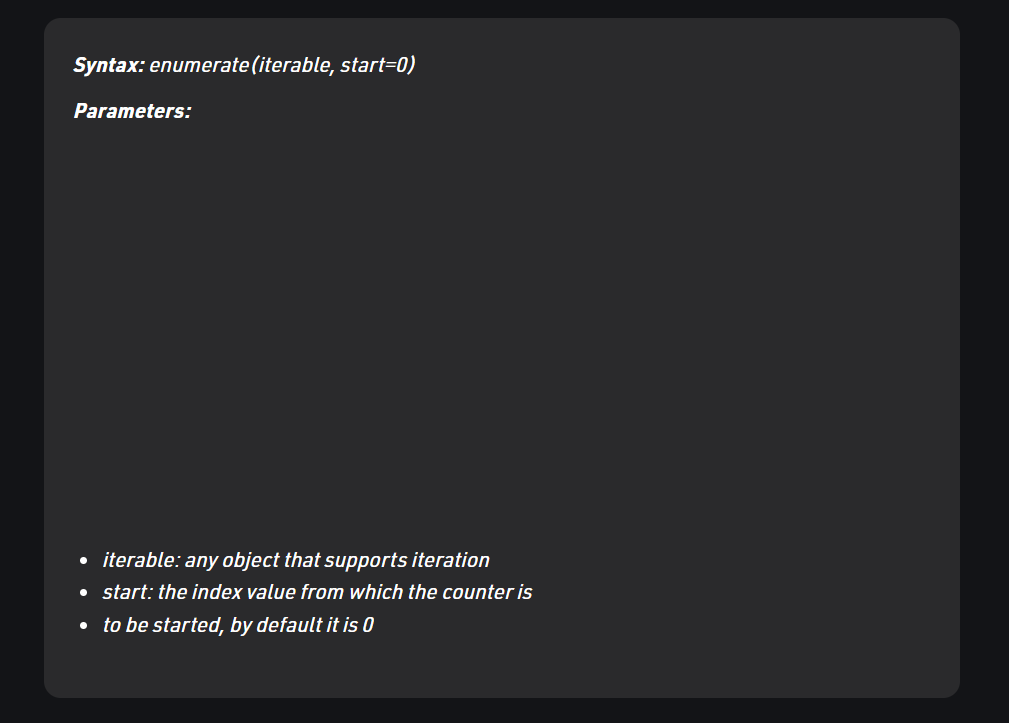 Syntax: enumerate(iterable, start=0)
Parameters:
• iterable: any object that supports iteration
• start: the index value from which the counter is
• to be started, by default it is 0